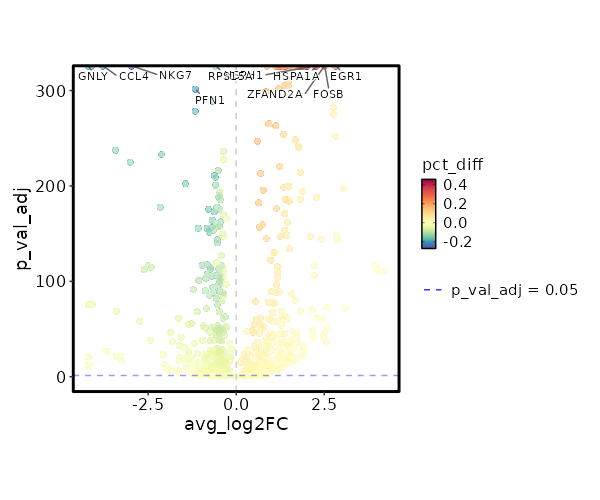 GNLY CCL4 NKG7 RPS15A HSPA1A EGR1
PFN1 ZFAND2A FOSB
300
200
100
0
p_val_adj
-2.5 0.0 2.5
avg_log2FC
pct_diff
0.4
0.2
0.0
-0.2
p_val_adj = 0.05